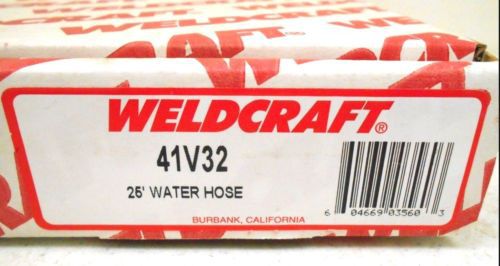 WELDCRAFT®
41V32
25' WATER HOSE
6 04669 03560 3
BURBANK, CALIFORNIA